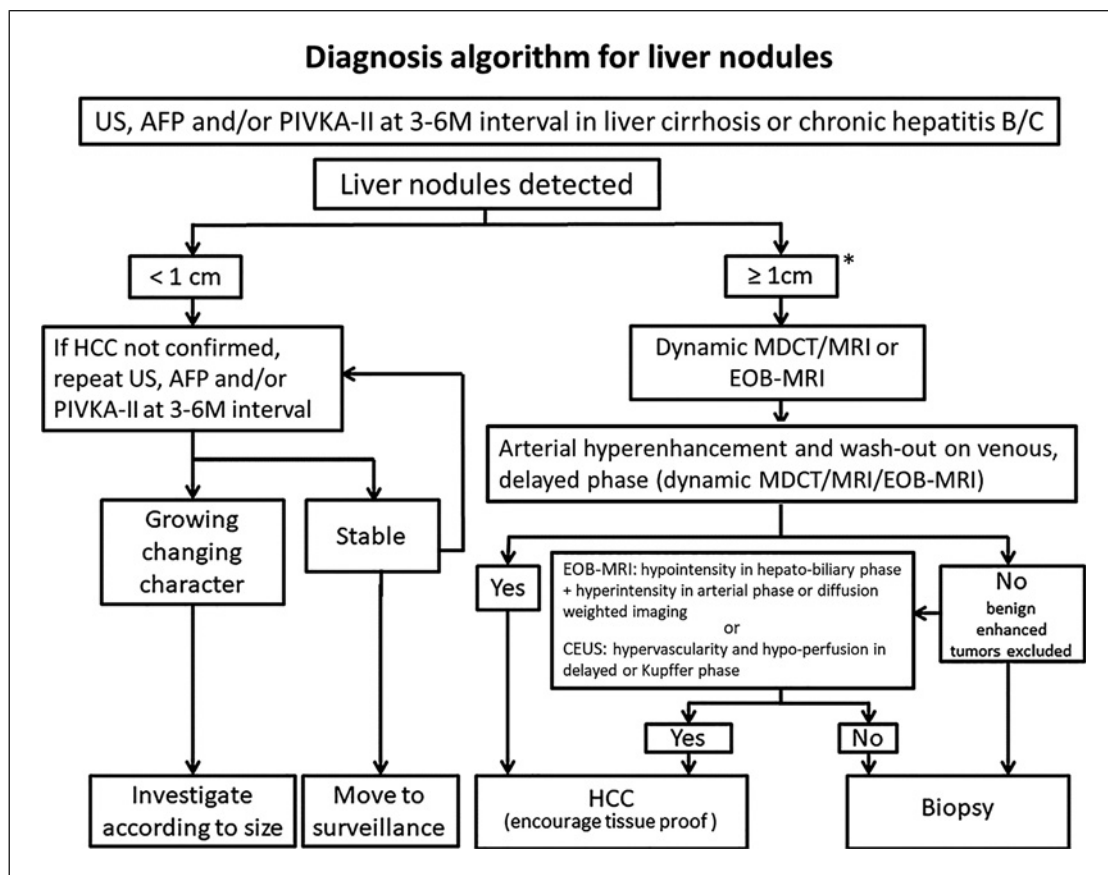 Diagnosis algorithm for liver nodules
US, AFP and/or PIVKA-II at 3-6M interval in liver cirrhosis or chronic hepatitis B/C
Liver nodules detected
< 1 cm
≥ 1cm
*
If HCC not confirmed,
repeat US, AFP and/or
PIVKA-II at 3-6M interval
Dynamic MDCT/MRI or
EOB-MRI
Arterial hyperenhancement and wash-out on venous,
delayed phase (dynamic MDCT/MRI/EOB-MRI)
Growing
changing
character
Stable
Yes
EOB-MRI: hypointensity in hepato-biliary phase
+ hyperintensity in arterial phase or diffusion
weighted imaging
or
CEUS: hypervascularity and hypo-perfusion in
delayed or Kupffer phase
No
benign
enhanced
tumors excluded
Yes
No
Investigate
according to size
Move to
surveillance
HCC
(encourage tissue proof )
Biopsy